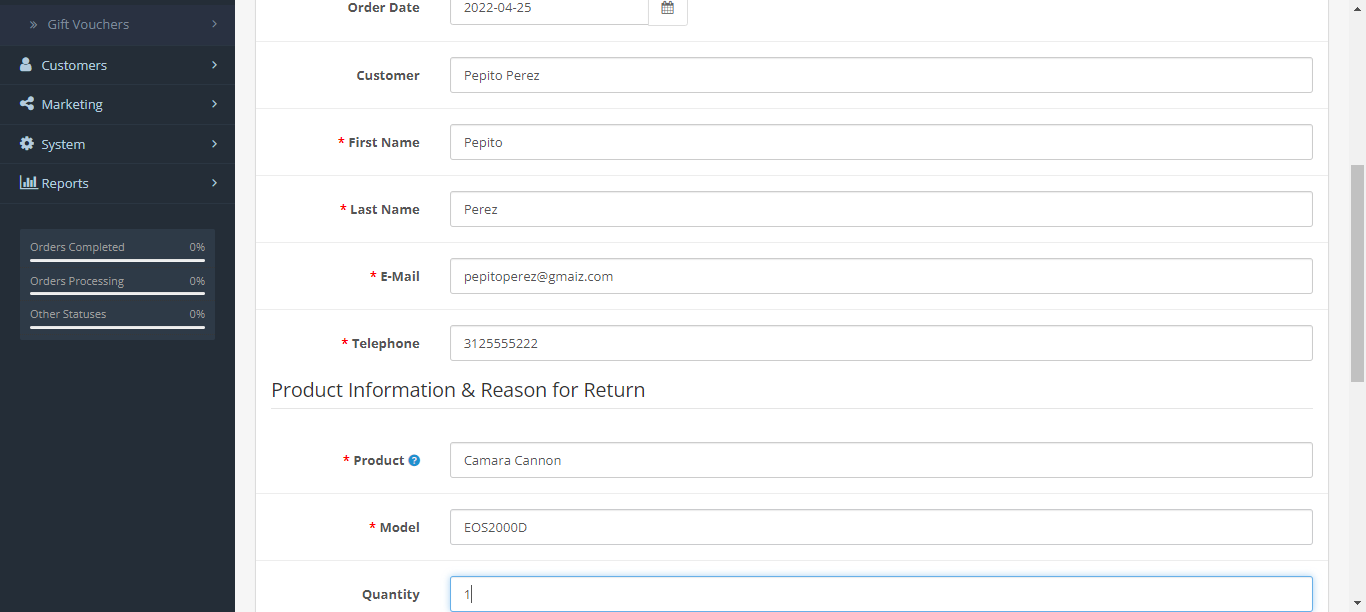 » Gift Vouchers
Customers
Marketing
System
Reports
Orders Completed 0%
Orders Processing 0%
Other Statuses 0%
Order Date 2022-04-25
Customer Pepito Perez
* First Name Pepito
* Last Name Perez
* E-Mail pepitoperez@gmaiz.com
* Telephone 3125555222
Product Information & Reason for Return
* Product ? Camara Cannon
* Model EOS2000D
Quantity 1